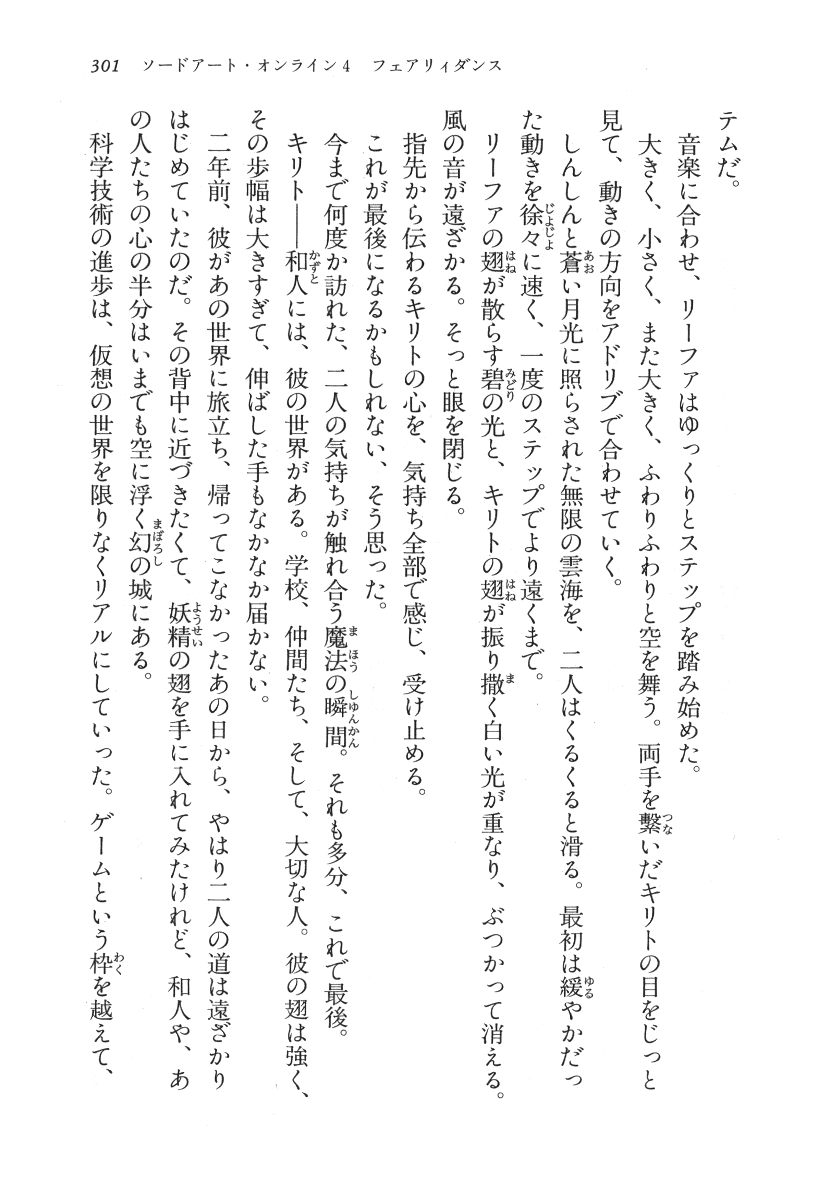 301 ソードアート・オンライン4 フェアリィダンス
テムだ。
音楽に合わせ、リーファはゆっくりとステップを踏み始めた。
大きく、小さく、また大きく、ふわりふわりと空を舞う。両手を繋いだキリトの目をじっと
見て、動きの方向をアドリブで合わせていく。
しんしんと蒼い月光に照らされた無限の雲海を、二人はくるくると滑る。最初は緩やかだっ
た動きを徐々に速く、一度のステップでより遠くまで。
リーファの翅が散らす碧の光と、キリトの翅が振り撒く白い光が重なり、ぶつかって消える。
風の音が遠ざかる。そっと眼を閉じる。
指先から伝わるキリトの心を、気持ち全部で感じ、受け止める。
これが最後になるかもしれない、そう思った。
今まで何度か訪れた、二人の気持ちが触れ合う魔法の瞬間。それも多分、これで最後。
キリト――和人には、彼の世界がある。学校、仲間たち、そして、大切な人。彼の翅は強く、
その歩幅は大きすぎて、伸ばした手もなかなか届かない。
二年前、彼があの世界に旅立ち、帰ってこなかったあの日から、やはり二人の道は遠ざかり
はじめていたのだ。その背中に近づきたくて、妖精の翅を手に入れてみたけれど、和人や、あ
の人たちの心の半分はいまでも空に浮く幻の城にある。
科学技術の進歩は、仮想の世界を限りなくリアルにしていった。ゲームという枠を越えて、